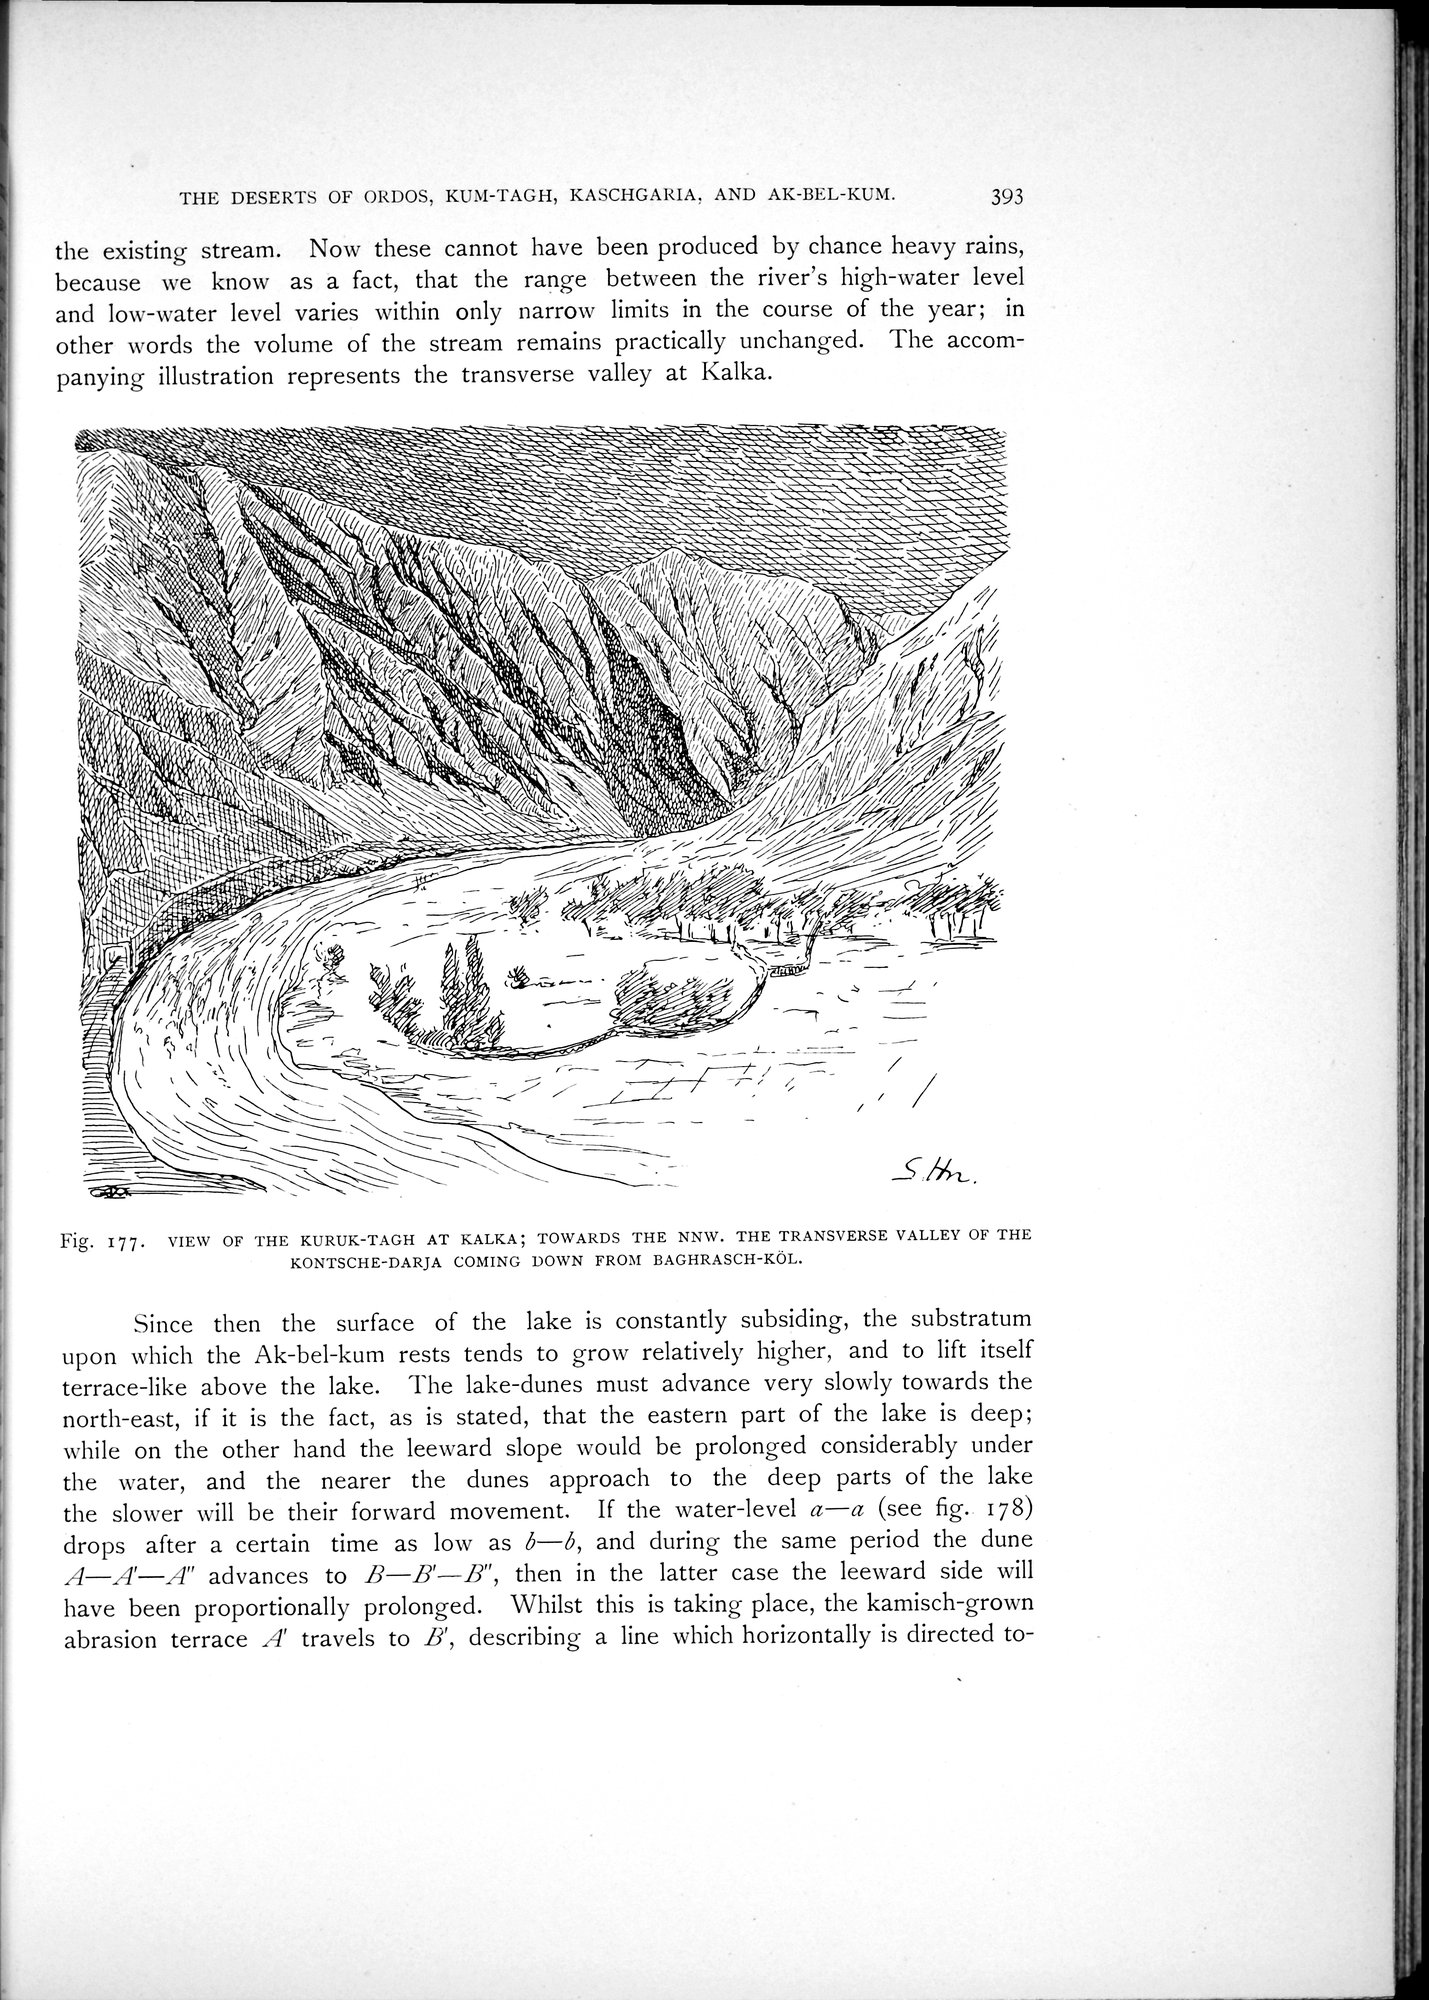 THE DESERTS OF ORDOS, KUM-TAGH, KASCHGARIA, AND AK-BEL-KUM. 393
the existing stream. Now these cannot have been produced by chance heavy rains,
because we know as a fact, that the range between the river's high-water level
and low-water level varies within only narrow limits in the course of the year; in
other words the volume of the stream remains practically unchanged. The accom-
panying illustration represents the transverse valley at Kalka.
S. Hn.
Fig. 177. VIEW OF THE KURUK-TAGH AT KALKA; TOWARDS THE NNW. THE TRANSVERSE VALLEY OF THE
KONTSCHE-DARJA COMING DOWN FROM BAGHRASCH-KÖL.
Since then the surface of the lake is constantly subsiding, the substratum
upon which the Ak-bel-kum rests tends to grow relatively higher, and to lift itself
terrace-like above the lake. The lake-dunes must advance very slowly towards the
north-east, if it is the fact, as is stated, that the eastern part of the lake is deep;
while on the other hand the leeward slope would be prolonged considerably under
the water, and the nearer the dunes approach to the deep parts of the lake
the slower will be their forward movement. If the water-level a—a (see fig. 178)
drops after a certain time as low as b—b, and during the same period the dune
A—A'—A" advances to B—B'—B", then in the latter case the leeward side will
have been proportionally prolonged. Whilst this is taking place, the kamisch-grown
abrasion terrace A' travels to B', describing a line which horizontally is directed to-